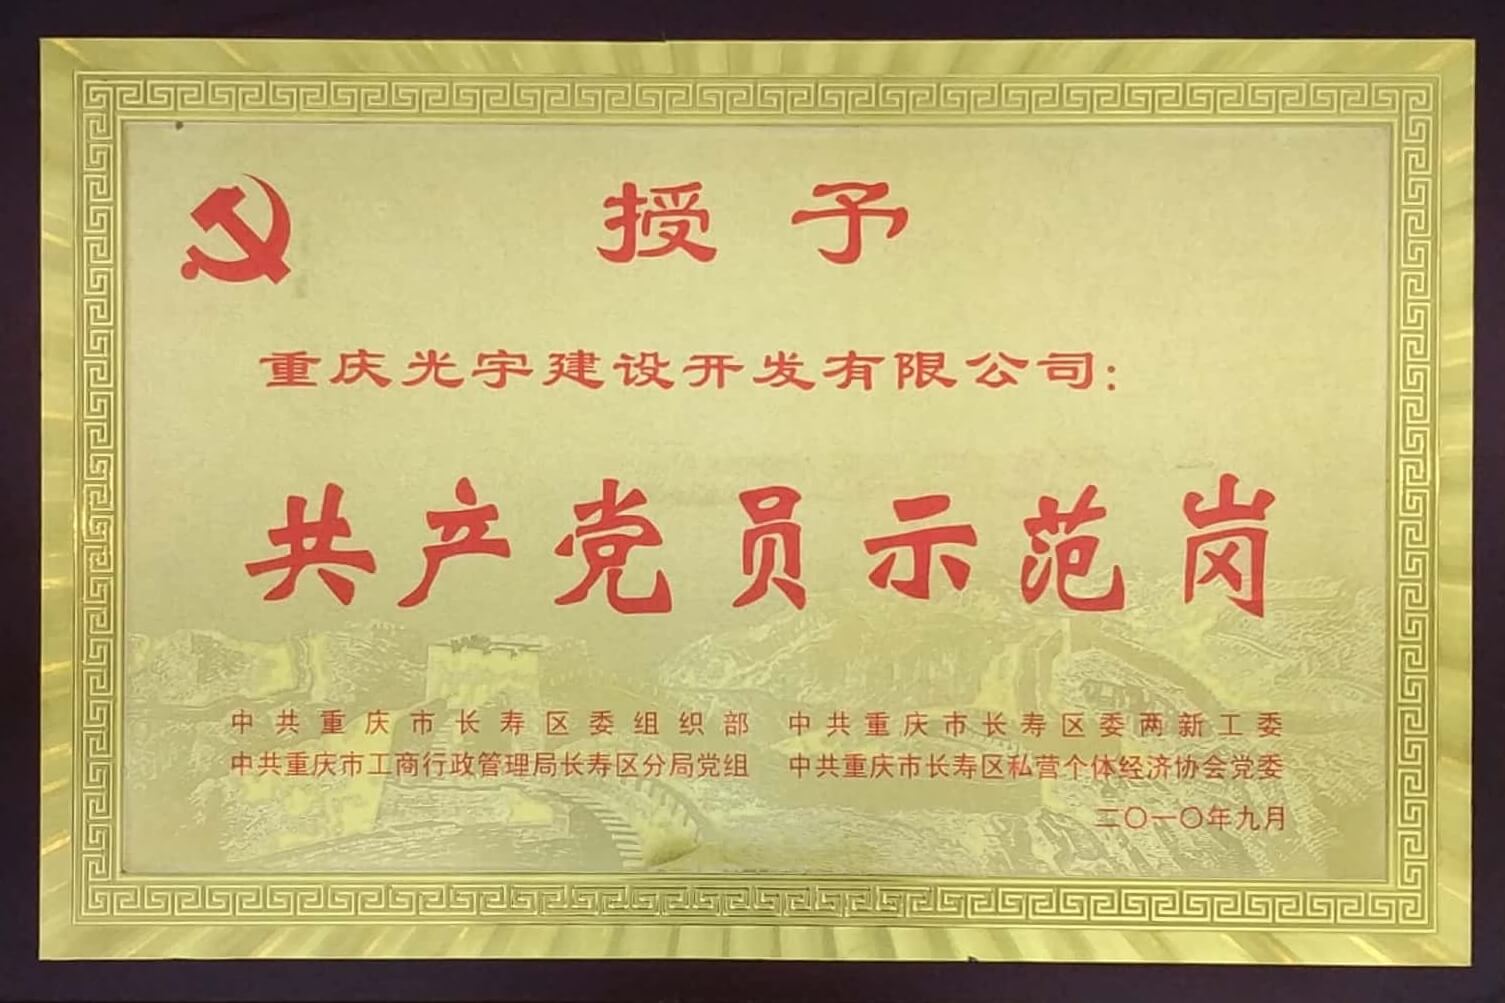 授予
重庆光宇建设开发有限公司：
共产党员示范岗
中共重庆市长寿区委组织部 中共重庆市长寿区委两新工委
中共重庆市工商行政管理局长寿区分局党组 中共重庆市长寿区私营个体经济协会党委
二〇一〇年九月